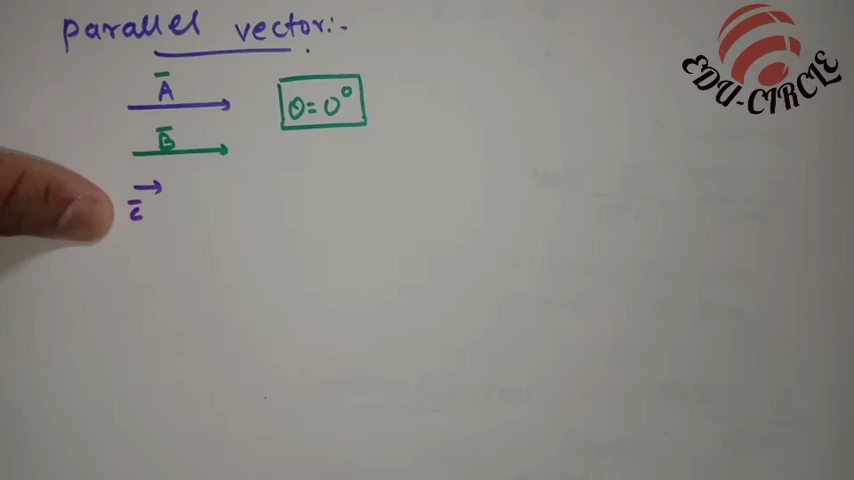 parallel vector:-
A̅
θ=0°
B̅
c̅
EDU-CIRCLE